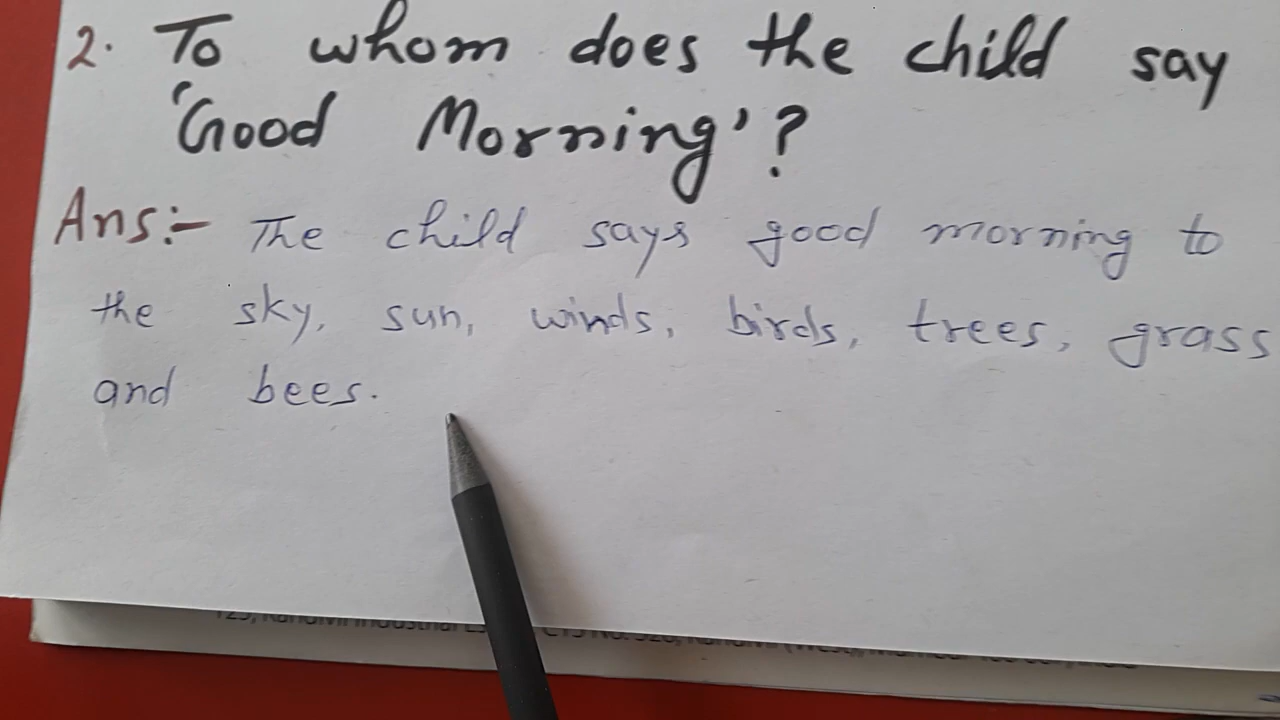 2. To whom does the child say
'Good Morning'?
Ans:- The child says good morning to
the sky, sun, winds, birds, trees, grass
and bees.